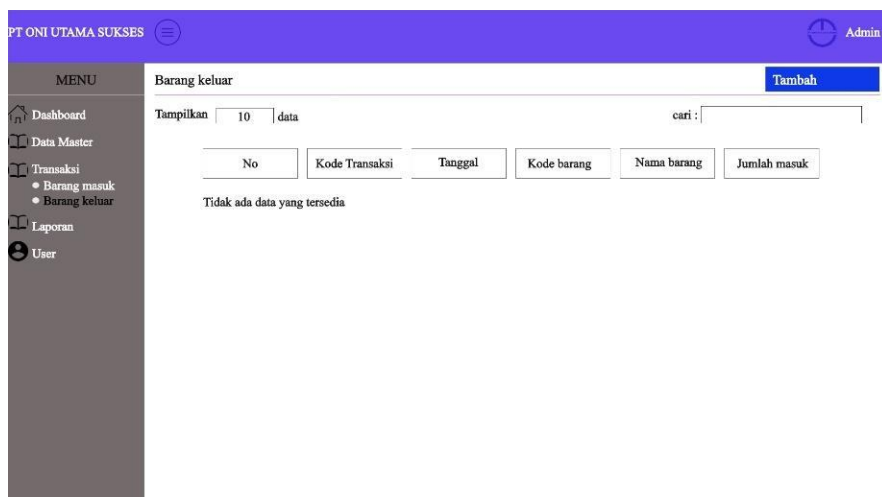 PT ONI UTAMA SUKSES
Admin
MENU
Dashboard
Data Master
Transaksi
Barang masuk
Barang keluar
Laporan
User
Barang keluar
Tambah
Tampilkan 10 data
cari :
No Kode Transaksi Tanggal Kode barang Nama barang Jumlah masuk
Tidak ada data yang tersedia